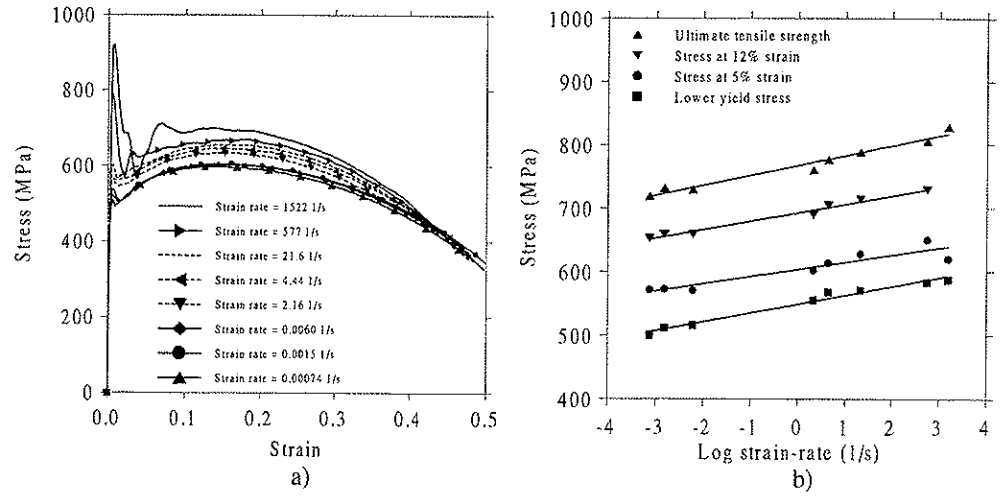 1000
800
600
400
200
0
Stress (MPa)
Strain rate = 1522 1/s
Strain rate = 577 1/s
Strain rate = 21.6 1/s
Strain rate = 4.44 1/s
Strain rate = 2.16 1/s
Strain rate = 0.0060 1/s
Strain rate = 0.0015 1/s
Strain rate = 0.00074 1/s
0.0 0.1 0.2 0.3 0.4 0.5
Strain
a)
1000
900
800
700
600
500
400
Stress (MPa)
Ultimate tensile strength
Stress at 12% strain
Stress at 5% strain
Lower yield stress
-4 -3 -2 -1 0 1 2 3 4
Log strain-rate (1/s)
b)